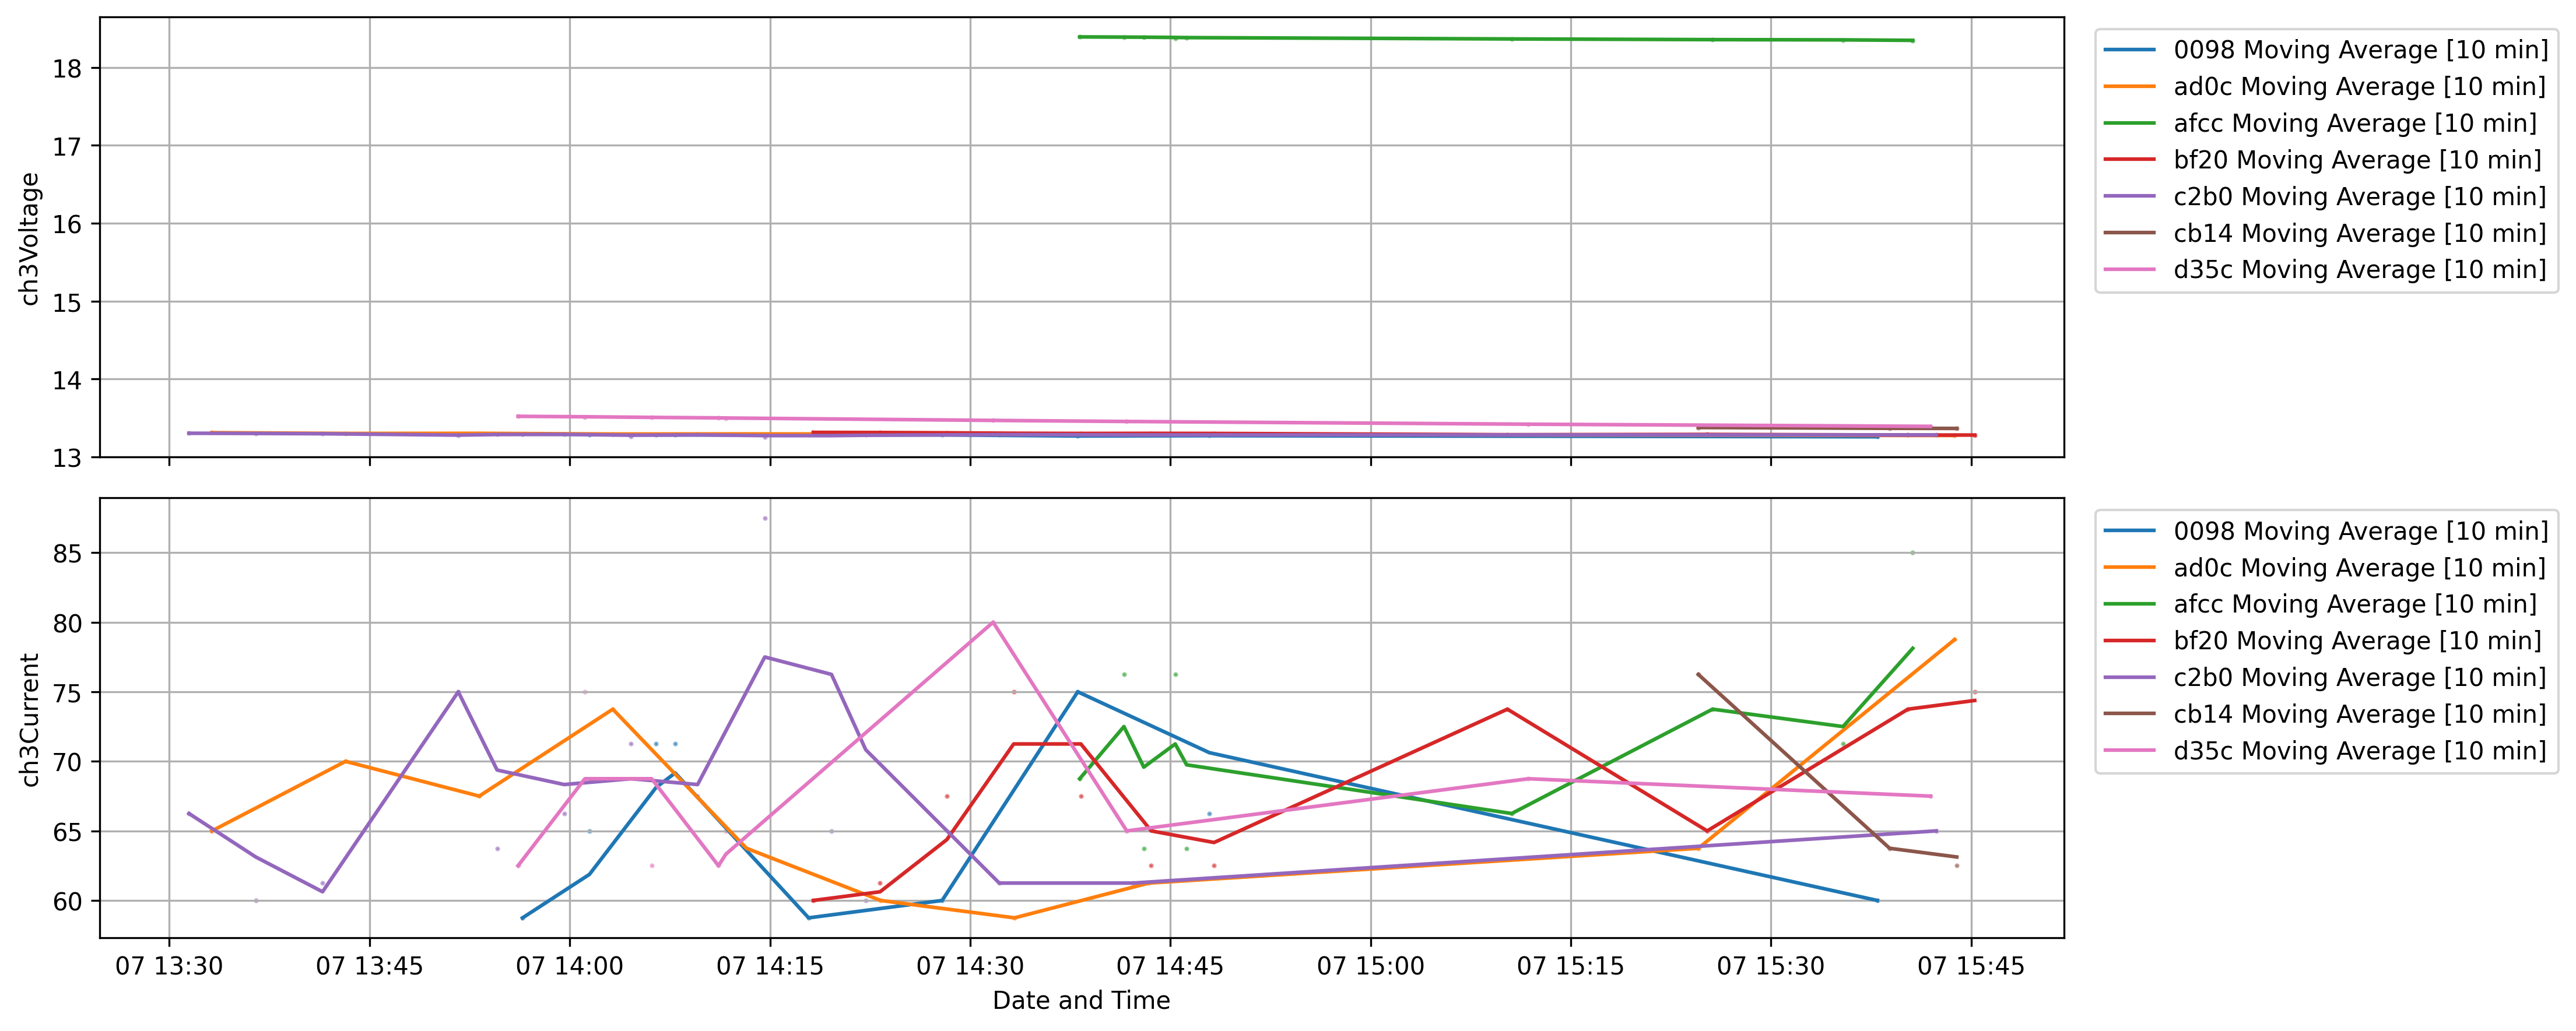 18
17
16
15
14
13
ch3Voltage
0098 Moving Average [10 min]
ad0c Moving Average [10 min]
afcc Moving Average [10 min]
bf20 Moving Average [10 min]
c2b0 Moving Average [10 min]
cb14 Moving Average [10 min]
d35c Moving Average [10 min]
85
80
75
70
65
60
ch3Current
0098 Moving Average [10 min]
ad0c Moving Average [10 min]
afcc Moving Average [10 min]
bf20 Moving Average [10 min]
c2b0 Moving Average [10 min]
cb14 Moving Average [10 min]
d35c Moving Average [10 min]
07 13:30 07 13:45 07 14:00 07 14:15 07 14:30 07 14:45 07 15:00 07 15:15 07 15:30 07 15:45
Date and Time